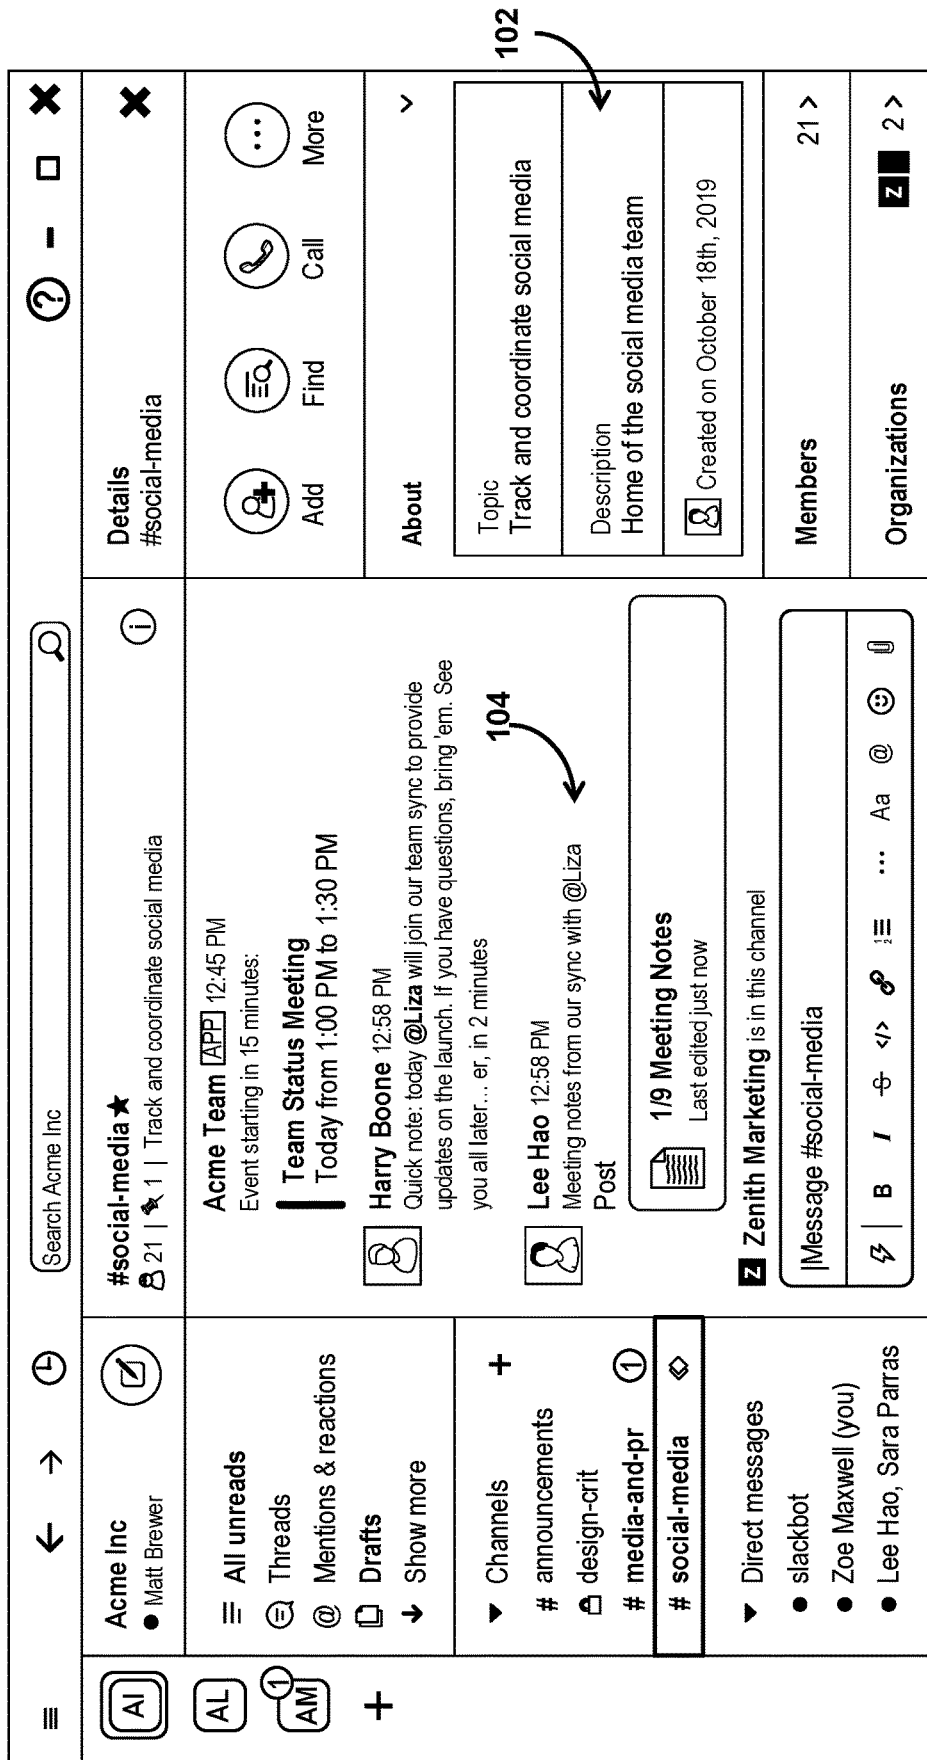 Search Acme Inc
?
AI
AL
1
AM
+
Acme Inc
Matt Brewer
All unreads
Threads
@ Mentions & reactions
Drafts
Show more
Channels +
# announcements
design-crit
# media-and-pr 1
# social-media
Direct messages
slackbot
Zoe Maxwell (you)
Lee Hao, Sara Parras
#social-media
21 | 1 | Track and coordinate social media
i
Acme Team APP 12:45 PM
Event starting in 15 minutes:
Team Status Meeting
Today from 1:00 PM to 1:30 PM
Harry Boone 12:58 PM
Quick note: today @Liza will join our team sync to provide
updates on the launch. If you have questions, bring 'em. See
you all later... er, in 2 minutes
Lee Hao 12:58 PM
Meeting notes from our sync with @Liza
Post
1/9 Meeting Notes
Last edited just now
104
Z Zenith Marketing is in this channel
|Message #social-media
B I S </> 1 2 ... Aa @
Details
#social-media
Add Find Call More
About
Topic
Track and coordinate social media
Description
Home of the social media team
Created on October 18th, 2019
102
Members 21 >
Organizations Z 2 >